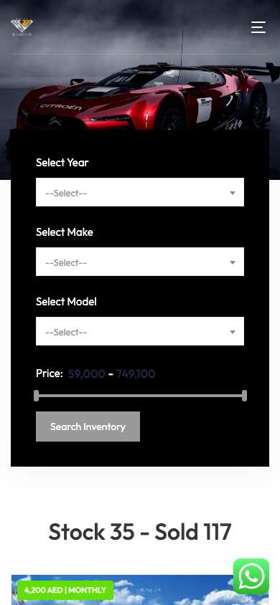 CITROËN
Select Year
--Select--
Select Make
--Select--
Select Model
--Select--
Price: 59,000 - 749,100
Search Inventory
Stock 35 - Sold 117
4,200 AED | MONTHLY